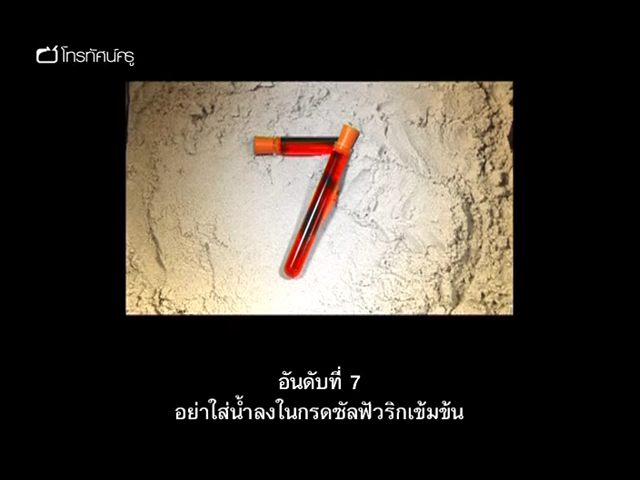 โทรทัศน์ครู
อันดับที่ 7
อย่าใส่น้ำลงในกรดซัลฟัวริกเข้มข้น